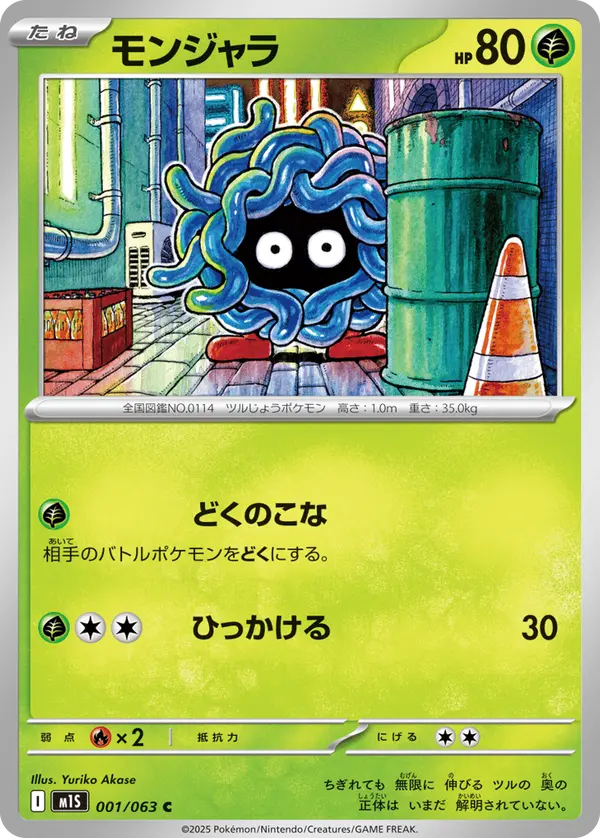 たね モンジャラ HP80
全国図鑑NO.0114 ツルじょうポケモン 高さ:1.0m 重さ:35.0kg
どくのこな
相手のバトルポケモンをどくにする。
ひっかける 30
弱点 ×2 抵抗力 にげる
Illus. Yuriko Akase
I m1S 001/063 C
ちぎれても 無限に 伸びる ツルの 奥の
正体は いまだ 解明されていない。
©2025 Pokémon/Nintendo/Creatures/GAME FREAK.